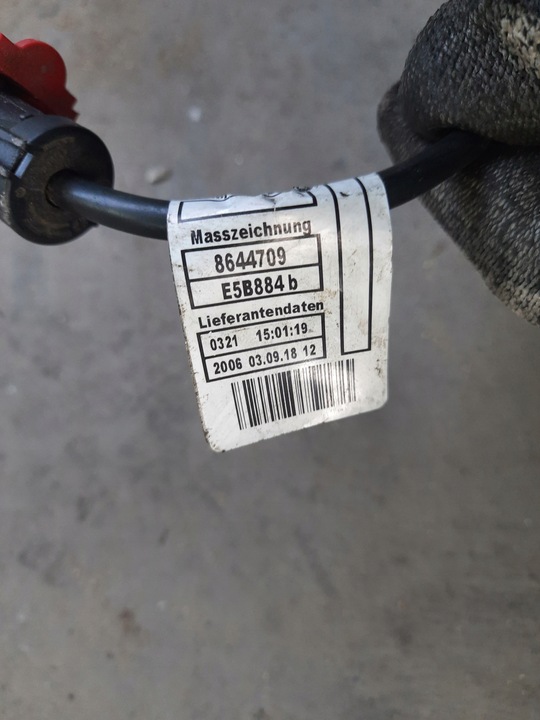 Masszeichnung
8644709
E5B884 b
Lieferantendaten
0321 15:01:19
2006 03.09.18 12